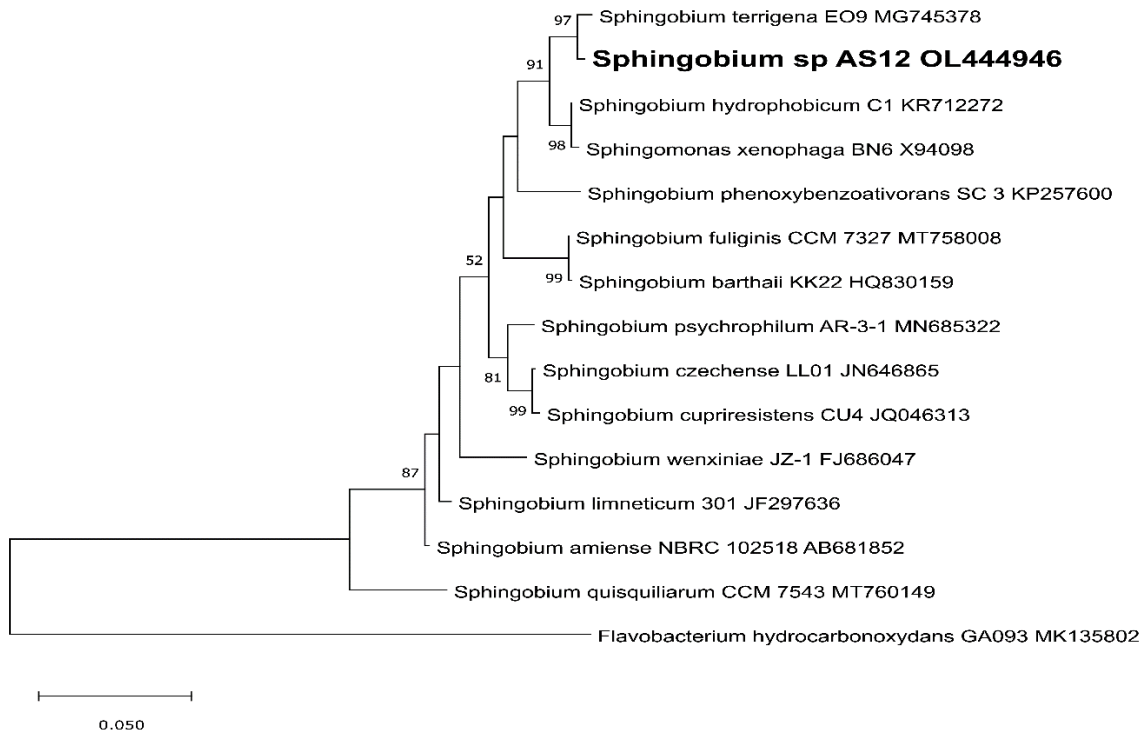 97
Sphingobium terrigena EO9 MG745378
Sphingobium sp AS12 OL444946
91
Sphingobium hydrophobicum C1 KR712272
98
Sphingomonas xenophaga BN6 X94098
Sphingobium phenoxybenzoativorans SC 3 KP257600
Sphingobium fuliginis CCM 7327 MT758008
52
99
Sphingobium barthaii KK22 HQ830159
Sphingobium psychrophilum AR-3-1 MN685322
81
Sphingobium czechense LL01 JN646865
99
Sphingobium cupriresistens CU4 JQ046313
Sphingobium wenxiniae JZ-1 FJ686047
87
Sphingobium limneticum 301 JF297636
Sphingobium amiense NBRC 102518 AB681852
Sphingobium quisquiliarum CCM 7543 MT760149
Flavobacterium hydrocarbonoxydans GA093 MK135802
0.050